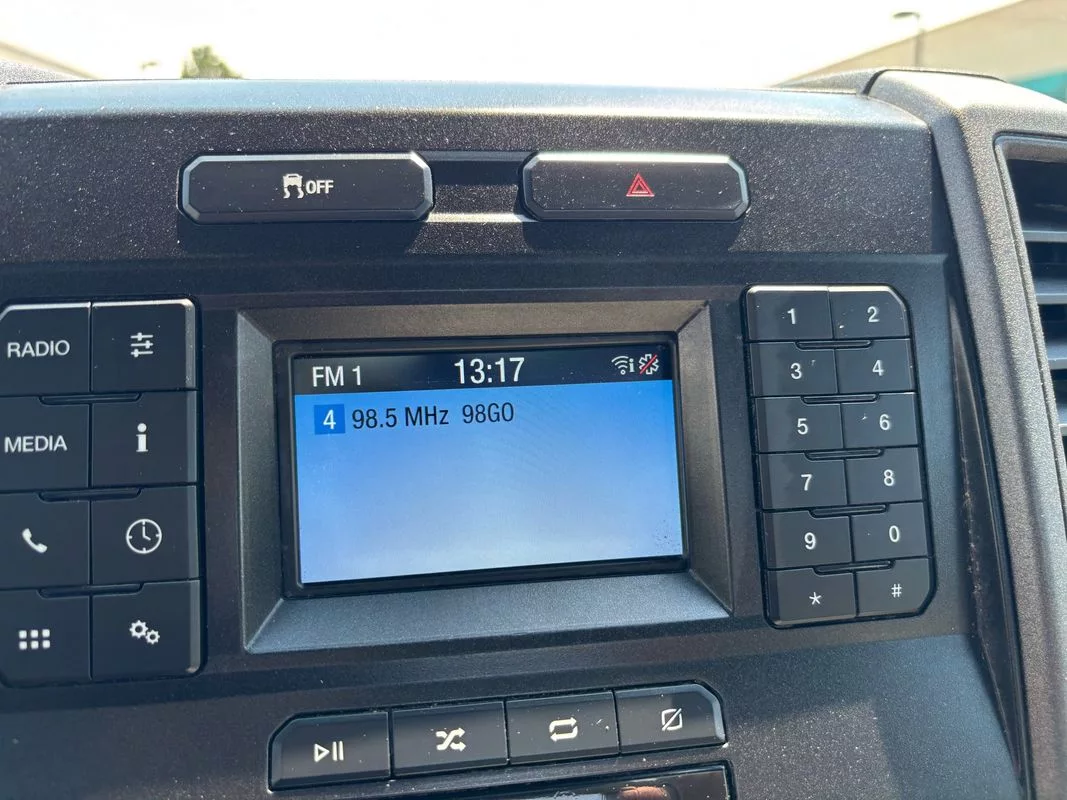 OFF
RADIO
MEDIA
FM 1 13:17 i
4 98.5 MHz 98GO
i
1 2
3 4
5 6
7 8
9 0
* #